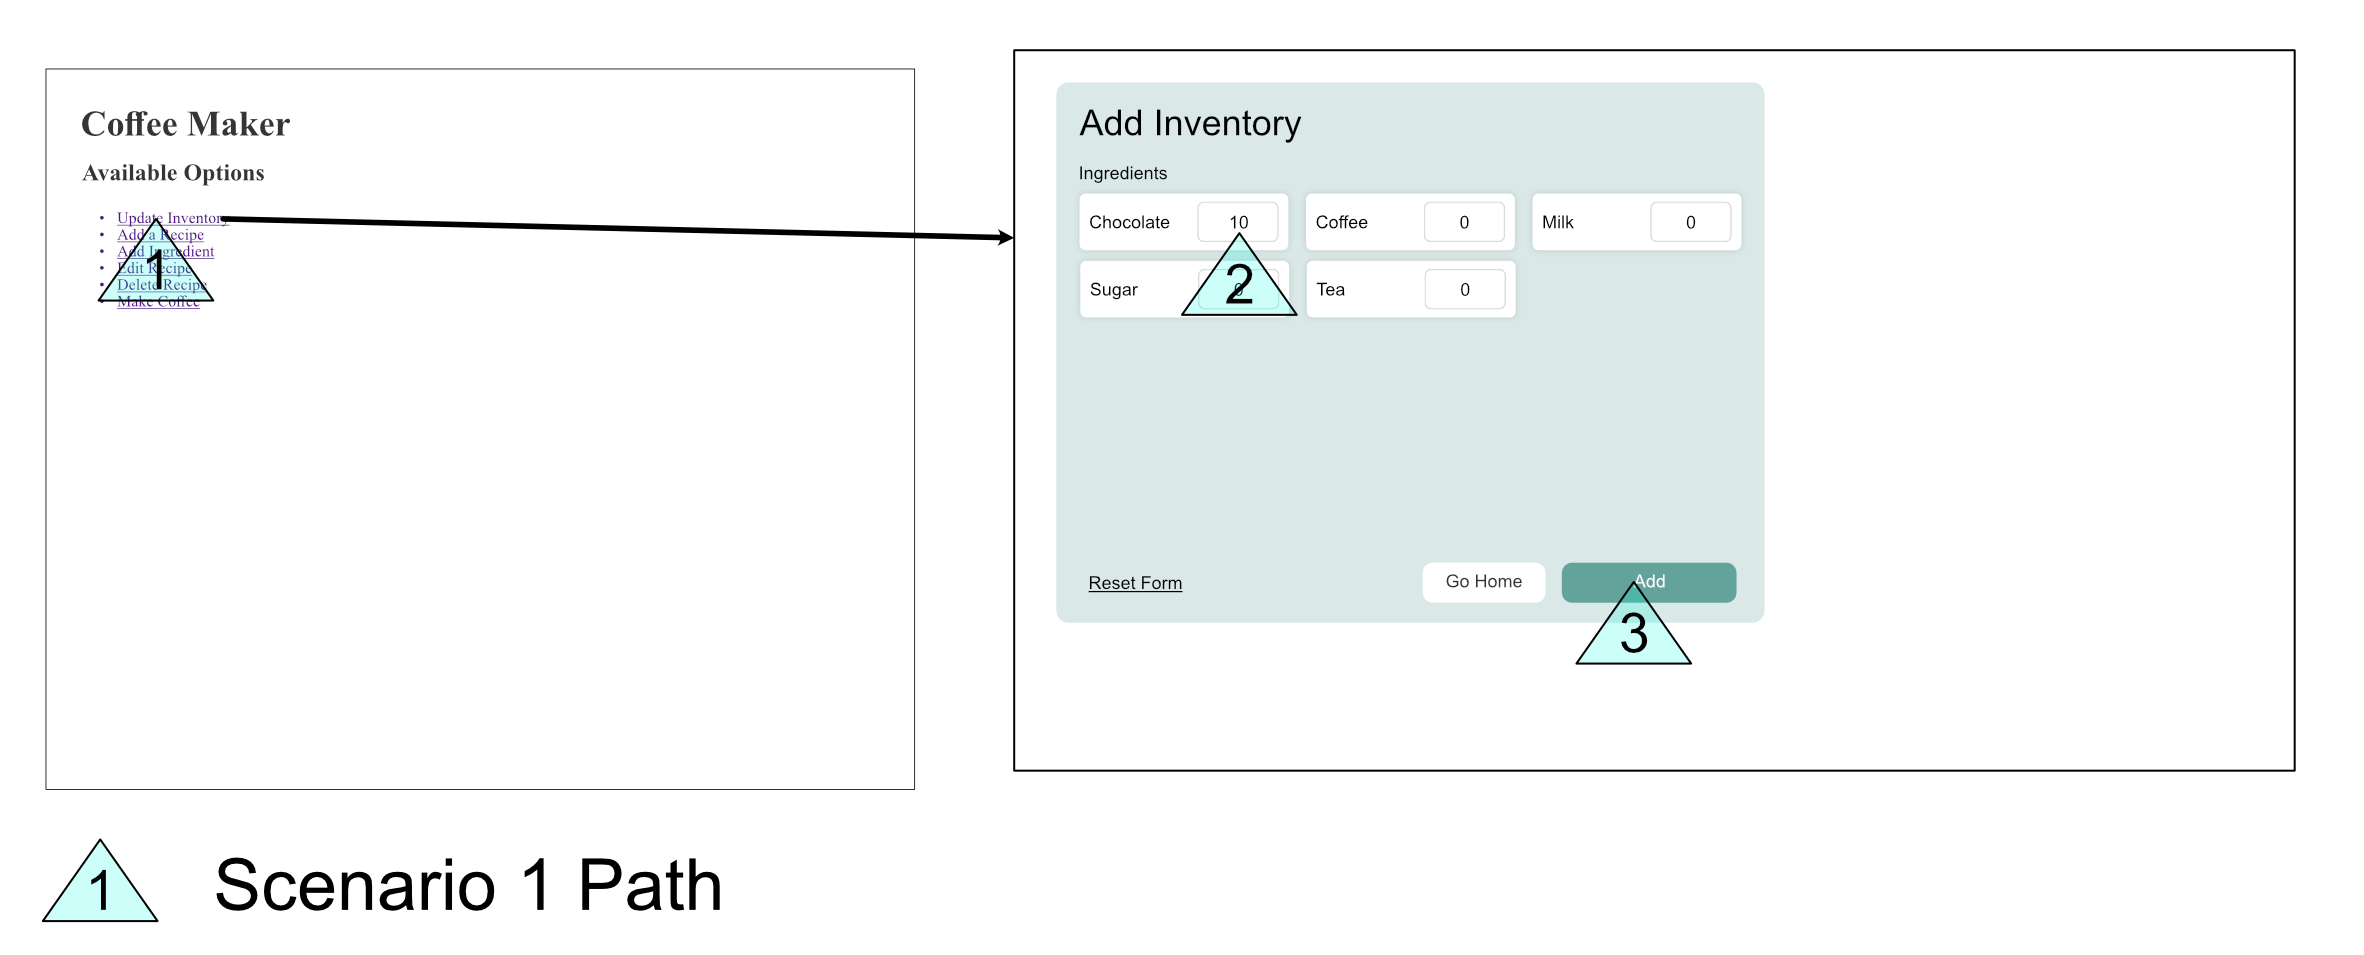 Coffee Maker
Available Options
• Update Inventory
• Add a Recipe
• Add Ingredient
• Edit Recipe
• Delete Recipe
• Make Coffee
1
Add Inventory
Ingredients
Chocolate 10 Coffee 0 Milk 0
Sugar 0 Tea 0
2
Reset Form Go Home Add
3
1 Scenario 1 Path